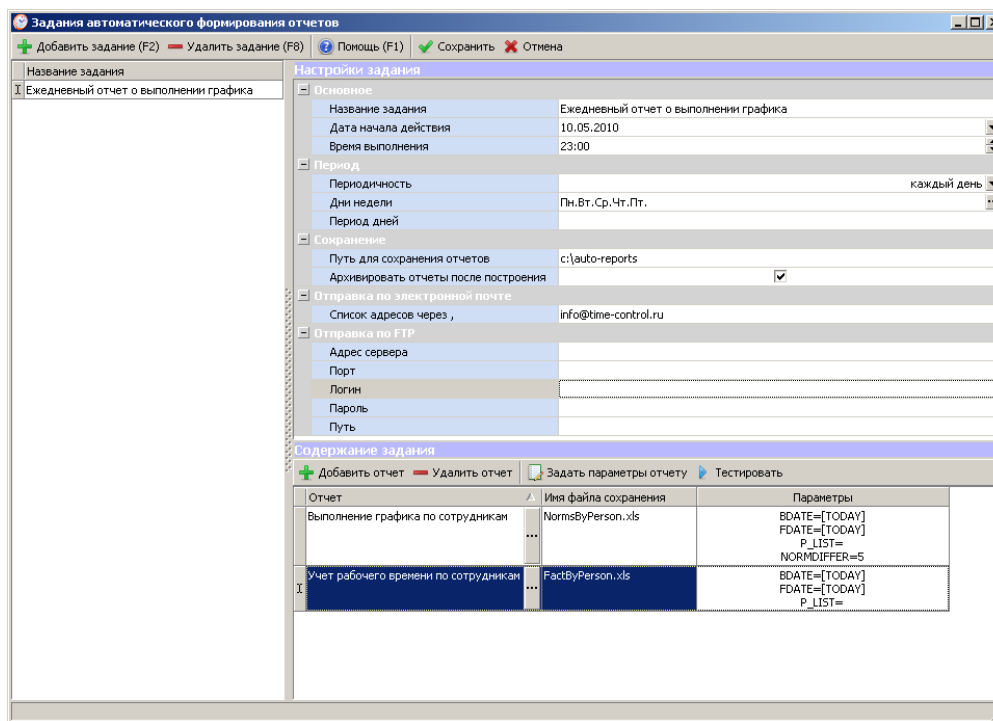 Задания автоматического формирования отчетов
Добавить задание (F2) Удалить задание (F8) Помощь (F1) Сохранить Отмена
Название задания
Ежедневный отчет о выполнении графика
Настройки задания
Основное
Название задания Ежедневный отчет о выполнении графика
Дата начала действия 10.05.2010
Время выполнения 23:00
Период
Периодичность каждый день
Дни недели Пн.Вт.Ср.Чт.Пт.
Период дней
Сохранение
Путь для сохранения отчетов c:\auto-reports
Архивировать отчеты после построения
Отправка по электронной почте
Список адресов через , info@time-control.ru
Отправка по FTP
Адрес сервера
Порт
Логин
Пароль
Путь
Содержание задания
Добавить отчет Удалить отчет Задать параметры отчету Тестировать
Отчет Имя файла сохранения Параметры
Выполнение графика по сотрудникам ... NormsByPerson.xls BDATE=[TODAY]
FDATE=[TODAY]
P_LIST=
NORMDIFFER=5
Учет рабочего времени по сотрудникам ... FactByPerson.xls BDATE=[TODAY]
FDATE=[TODAY]
P_LIST=